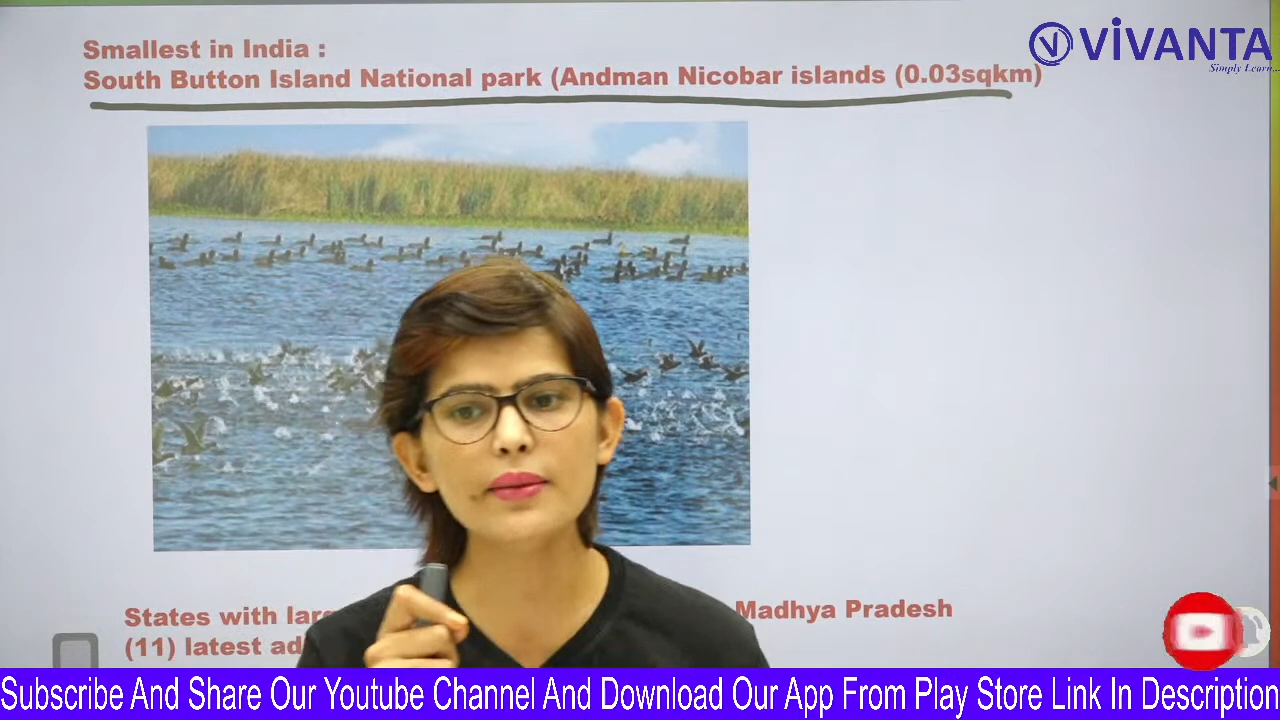 Smallest in India :
South Button Island National park (Andman Nicobar islands (0.03sqkm)
ViVANTA
Simply Learn...
States with Madhya Pradesh
(11) latest
Subscribe And Share Our Youtube Channel And Download Our App From Play Store Link In Description